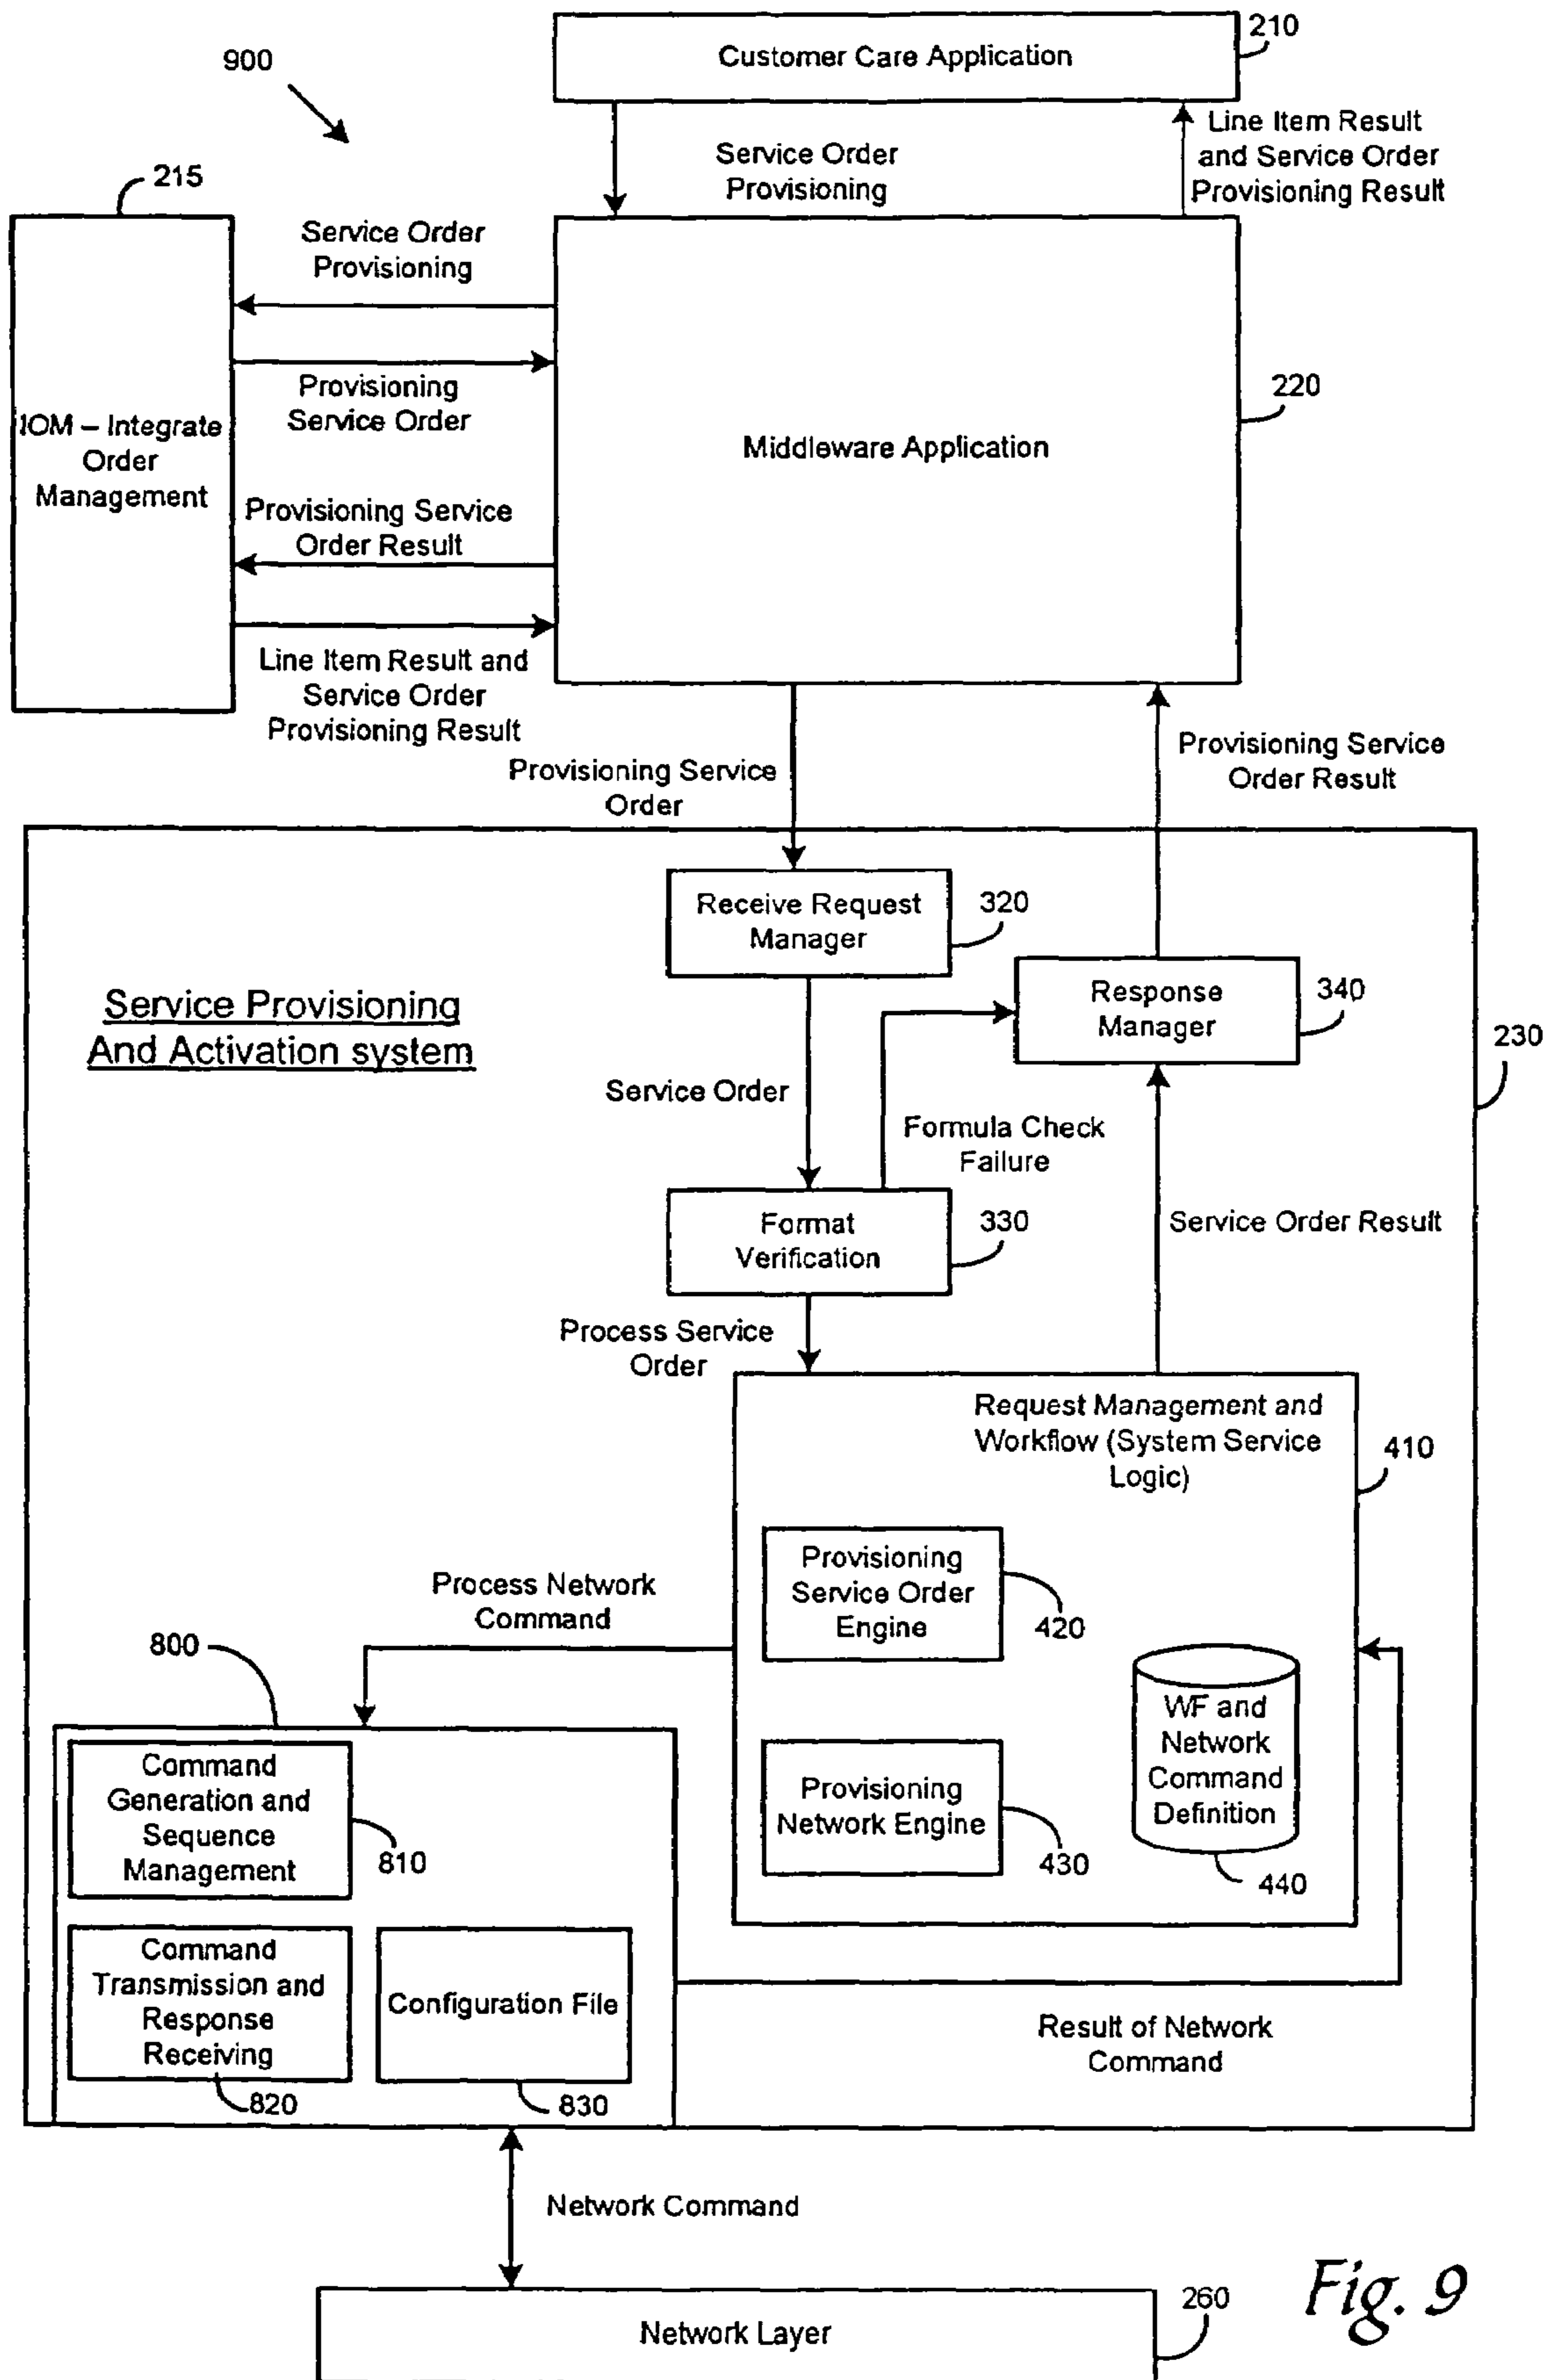 210
Customer Care Application
900
Service Order
Provisioning
Line Item Result
and Service Order
Provisioning Result
215
Service Order
Provisioning
Provisioning
Service Order
220
IOM – Integrate
Order
Management
Middleware Application
Provisioning Service
Order Result
Line Item Result and
Service Order
Provisioning Result
Provisioning Service
Order
Provisioning Service
Order Result
Receive Request
Manager
320
Service Provisioning
And Activation system
Response
Manager
340
230
Service Order
Formula Check
Failure
Format
Verification
330
Service Order Result
Process Service
Order
Request Management and
Workflow (System Service
Logic)
410
Provisioning
Service Order
Engine
420
Process Network
Command
800
WF and
Network
Command
Definition
440
Provisioning
Network Engine
430
Command
Generation and
Sequence
Management
810
Command
Transmission and
Response
Receiving
820
Configuration File
830
Result of Network
Command
Network Command
Network Layer
260
Fig. 9